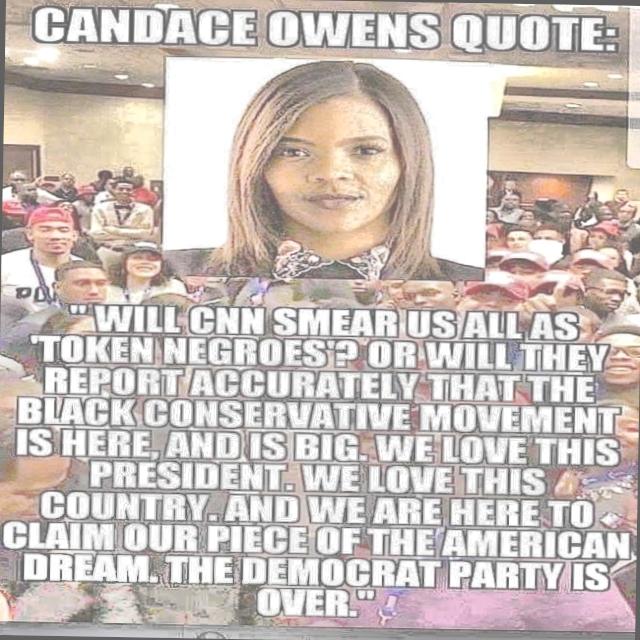 CANDACE OWENS QUOTE:
"WILL CNN SMEAR US ALL AS
'TOKEN NEGROES'? OR WILL THEY
REPORT ACCURATELY THAT THE
BLACK CONSERVATIVE MOVEMENT
IS HERE, AND IS BIG. WE LOVE THIS
PRESIDENT. WE LOVE THIS
COUNTRY. AND WE ARE HERE TO
CLAIM OUR PIECE OF THE AMERICAN
DREAM. THE DEMOCRAT PARTY IS
OVER."